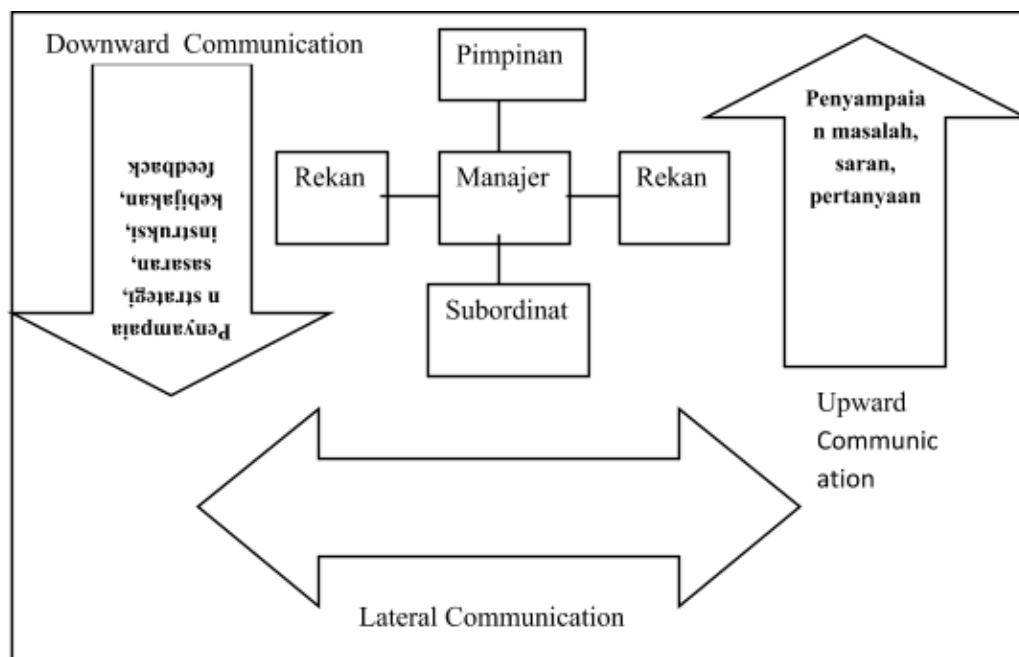 Downward Communication
Penyampaia
n strategi,
sasaran,
instruksi,
kebijakan,
feedback
Pimpinan
Rekan
Manajer
Rekan
Subordinat
Penyampaia
n masalah,
saran,
pertanyaan
Upward
Communic
ation
Lateral Communication